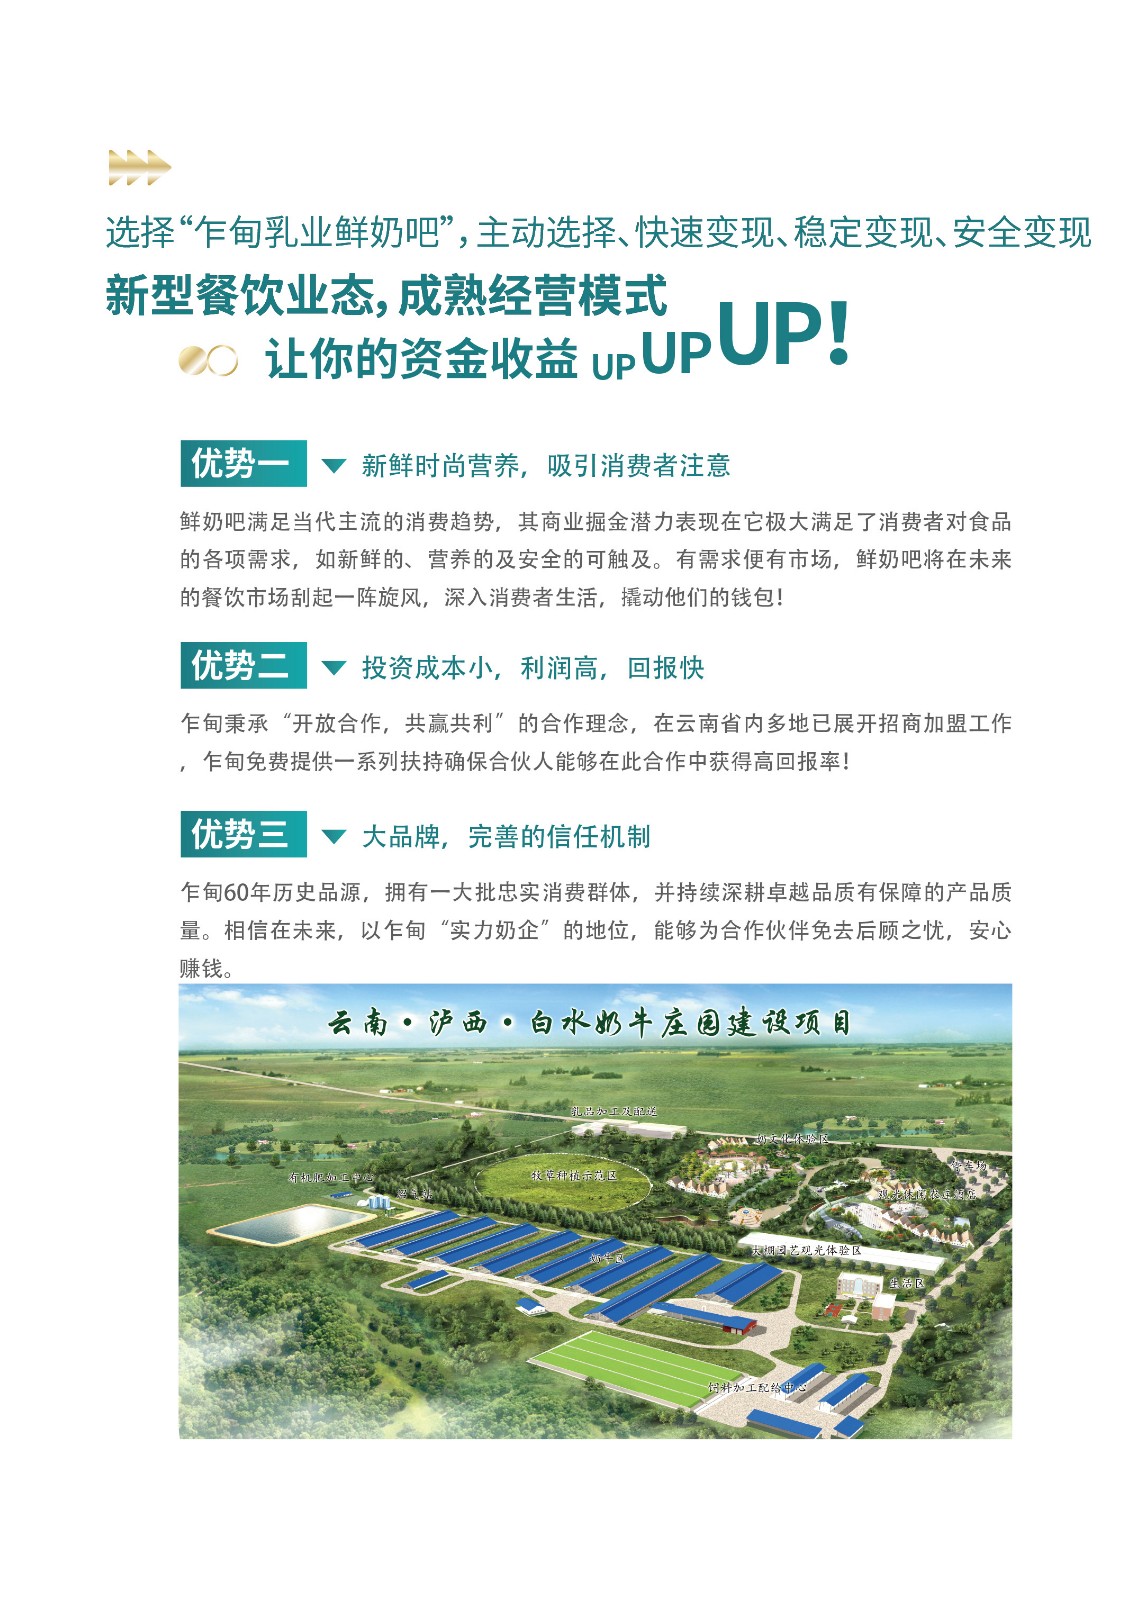 选择“乍甸乳业鲜奶吧”，主动选择、快速变现、稳定变现、安全变现
新型餐饮业态，成熟经营模式
让你的资金收益 UP UP UP！
优势一 新鲜时尚营养，吸引消费者注意
鲜奶吧满足当代主流的消费趋势，其商业掘金潜力表现在它极大满足了消费者对食品
的各项需求，如新鲜的、营养的及安全的可触及。有需求便有市场，鲜奶吧将在未来
的餐饮市场刮起一阵旋风，深入消费者生活，撬动他们的钱包！
优势二 投资成本小，利润高，回报快
乍甸秉承“开放合作，共赢共利”的合作理念，在云南省内多地已展开招商加盟工作
，乍甸免费提供一系列扶持确保合伙人能够在此合作中获得高回报率！
优势三 大品牌，完善的信任机制
乍甸60年历史品源，拥有一大批忠实消费群体，并持续深耕卓越品质有保障的产品质
量。相信在未来，以乍甸“实力奶企”的地位，能够为合作伙伴免去后顾之忧，安心
赚钱。
云南·泸西·白水奶牛庄园建设项目
乳品加工及配送
奶文化体验区
停车场
牧草种植示范区
有机肥加工中心
沼气站
大棚园艺观光体验区
奶牛区
生活区
饲料加工配给中心